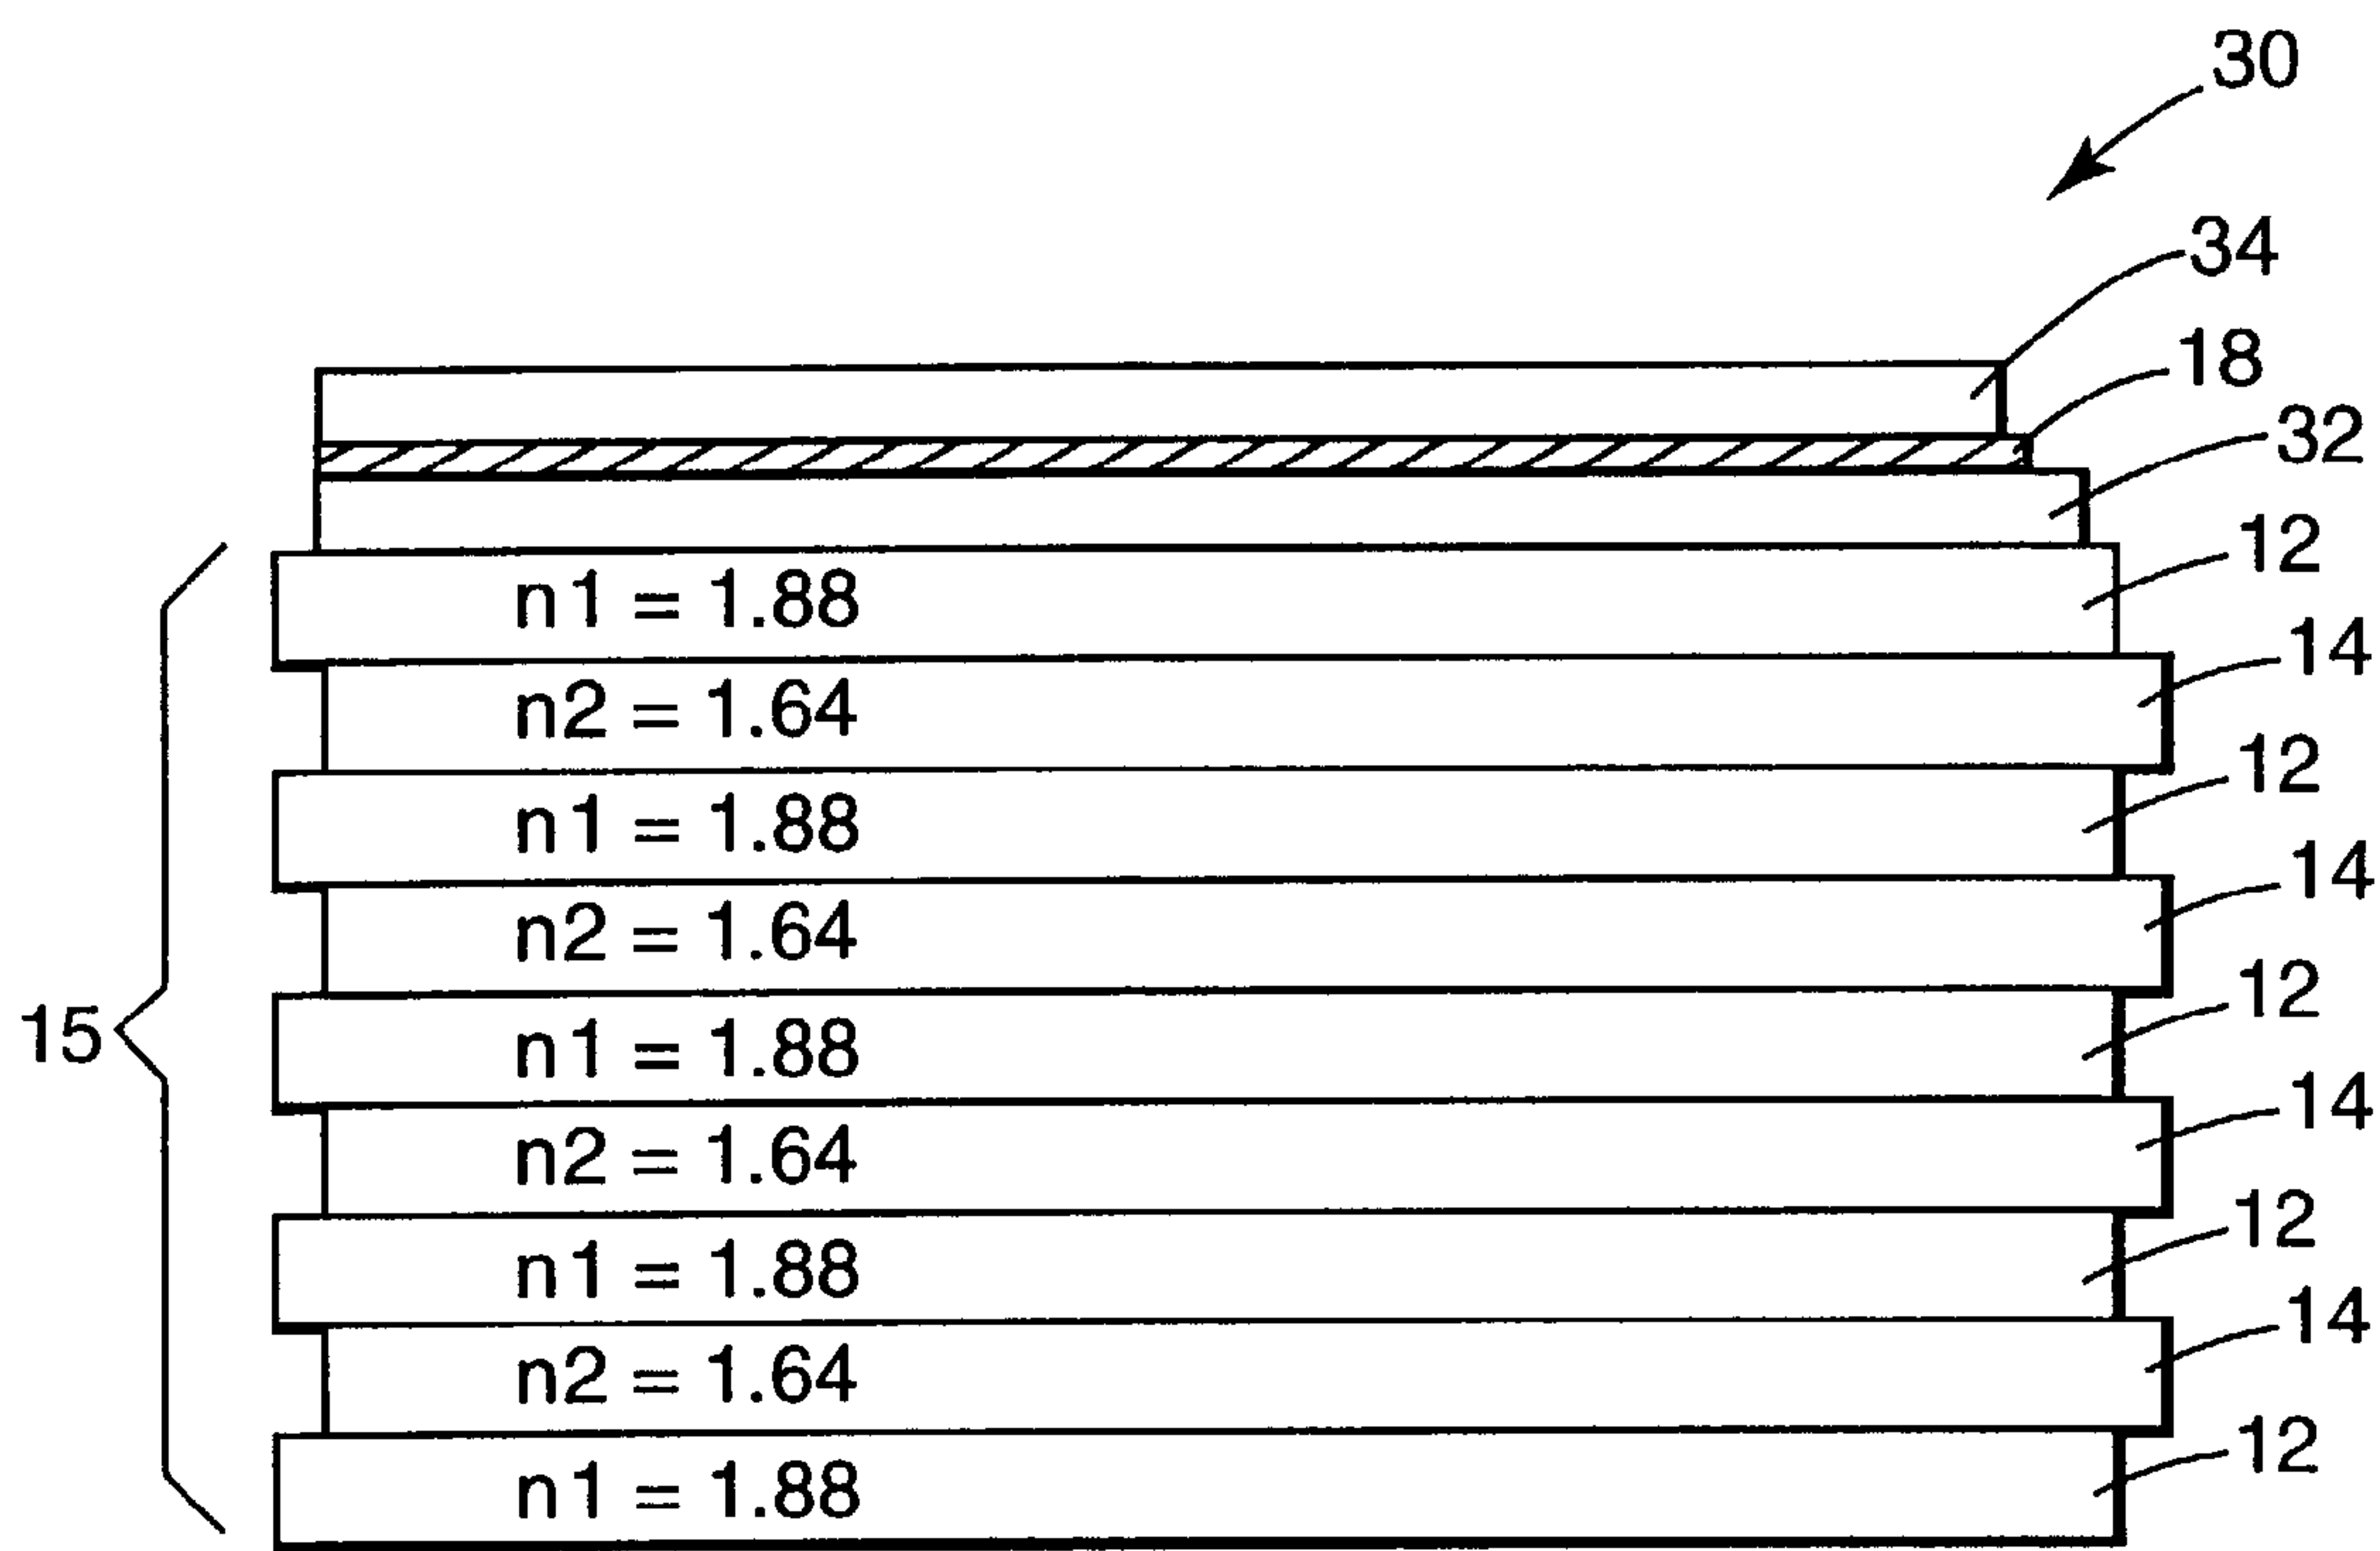 30
34
18
32
12
n1 = 1.88
14
n2 = 1.64
12
n1 = 1.88
14
n2 = 1.64
12
15
n1 = 1.88
14
n2 = 1.64
12
n1 = 1.88
14
n2 = 1.64
12
n1 = 1.88